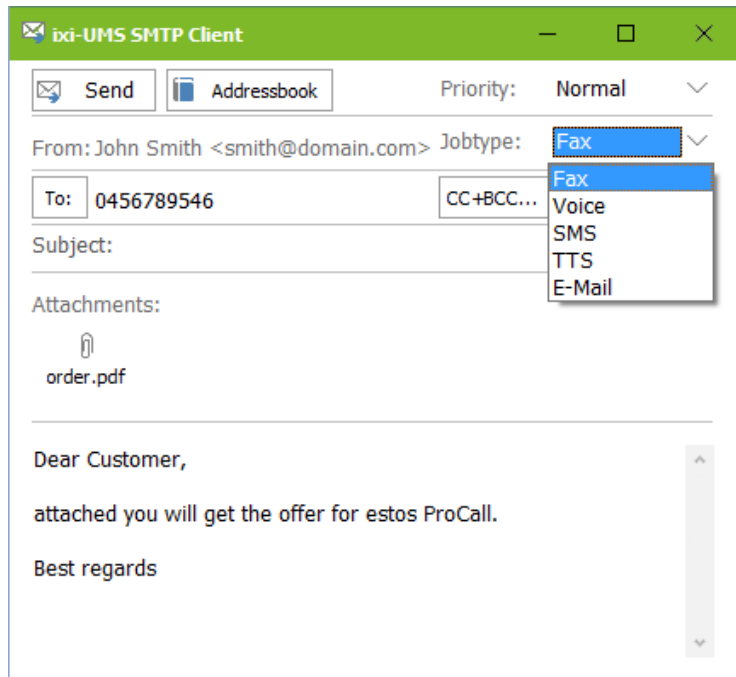 ixi-UMS SMTP Client
Send Addressbook Priority: Normal
From: John Smith <smith@domain.com> Jobtype: Fax
To: 0456789546 CC+BCC...
Fax
Voice
SMS
TTS
E-Mail
Subject:
Attachments:
order.pdf
Dear Customer,
attached you will get the offer for estos ProCall.
Best regards